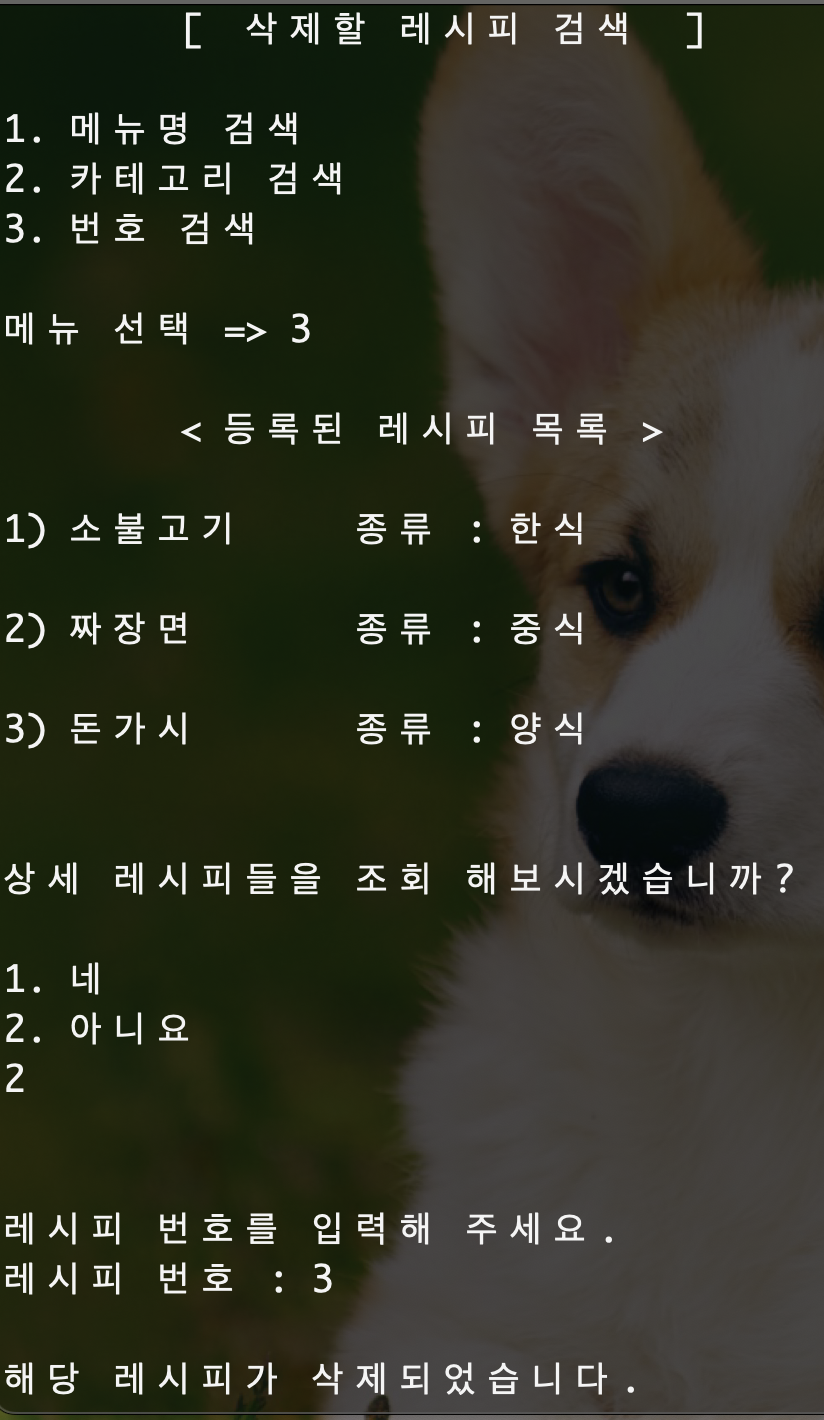 [ 삭제할 레시피 검색 ]
1. 메뉴명 검색
2. 카테고리 검색
3. 번호 검색
메뉴 선택 => 3
< 등록된 레시피 목록 >
1) 소불고기 종류 : 한식
2) 짜장면 종류 : 중식
3) 돈가시 종류 : 양식
상세 레시피들을 조회 해보시겠습니까?
1. 네
2. 아니요
2
레시피 번호를 입력해 주세요.
레시피 번호 : 3
해당 레시피가 삭제되었습니다.